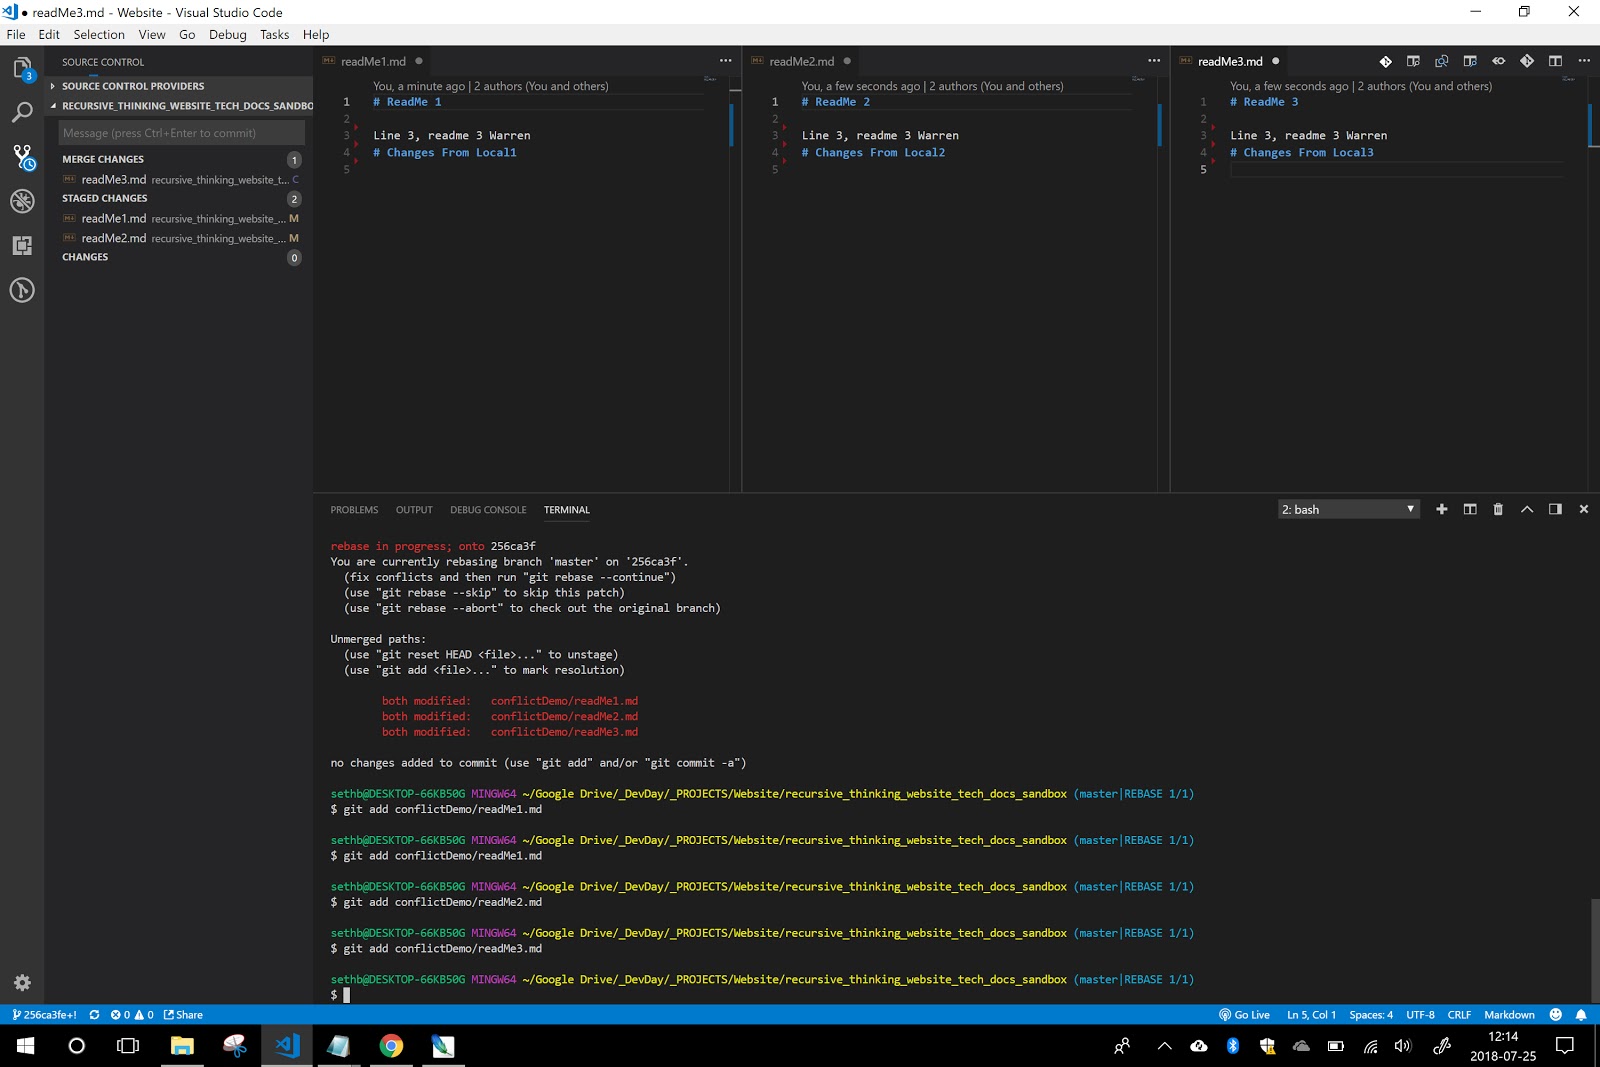 readMe3.md - Website - Visual Studio Code
File Edit Selection View Go Debug Tasks Help
3
SOURCE CONTROL
SOURCE CONTROL PROVIDERS
RECURSIVE_THINKING_WEBSITE_TECH_DOCS_SANDBO
Message (press Ctrl+Enter to commit)
MERGE CHANGES 1
readMe3.md recursive_thinking_website_t... C
STAGED CHANGES 2
readMe1.md recursive_thinking_website_... M
readMe2.md recursive_thinking_website_... M
CHANGES 0
readMe1.md
You, a minute ago | 2 authors (You and others)
1 # ReadMe 1
2
3 Line 3, readme 3 Warren
4 # Changes From Local1
5
readMe2.md
You, a few seconds ago | 2 authors (You and others)
1 # ReadMe 2
2
3 Line 3, readme 3 Warren
4 # Changes From Local2
5
readMe3.md
You, a few seconds ago | 2 authors (You and others)
1 # ReadMe 3
2
3 Line 3, readme 3 Warren
4 # Changes From Local3
5
PROBLEMS OUTPUT DEBUG CONSOLE TERMINAL 2: bash
rebase in progress; onto 256ca3f
You are currently rebasing branch 'master' on '256ca3f'.
(fix conflicts and then run "git rebase --continue")
(use "git rebase --skip" to skip this patch)
(use "git rebase --abort" to check out the original branch)
Unmerged paths:
(use "git reset HEAD <file>..." to unstage)
(use "git add <file>..." to mark resolution)
both modified: conflictDemo/readMe1.md
both modified: conflictDemo/readMe2.md
both modified: conflictDemo/readMe3.md
no changes added to commit (use "git add" and/or "git commit -a")
sethb@DESKTOP-66KB50G MINGW64 ~/Google Drive/_DevDay/_PROJECTS/Website/recursive_thinking_website_tech_docs_sandbox (master|REBASE 1/1)
$ git add conflictDemo/readMe1.md
sethb@DESKTOP-66KB50G MINGW64 ~/Google Drive/_DevDay/_PROJECTS/Website/recursive_thinking_website_tech_docs_sandbox (master|REBASE 1/1)
$ git add conflictDemo/readMe1.md
sethb@DESKTOP-66KB50G MINGW64 ~/Google Drive/_DevDay/_PROJECTS/Website/recursive_thinking_website_tech_docs_sandbox (master|REBASE 1/1)
$ git add conflictDemo/readMe2.md
sethb@DESKTOP-66KB50G MINGW64 ~/Google Drive/_DevDay/_PROJECTS/Website/recursive_thinking_website_tech_docs_sandbox (master|REBASE 1/1)
$ git add conflictDemo/readMe3.md
sethb@DESKTOP-66KB50G MINGW64 ~/Google Drive/_DevDay/_PROJECTS/Website/recursive_thinking_website_tech_docs_sandbox (master|REBASE 1/1)
$
256ca3fe+! 0 0 Share Go Live Ln 5, Col 1 Spaces: 4 UTF-8 CRLF Markdown
12:14
2018-07-25